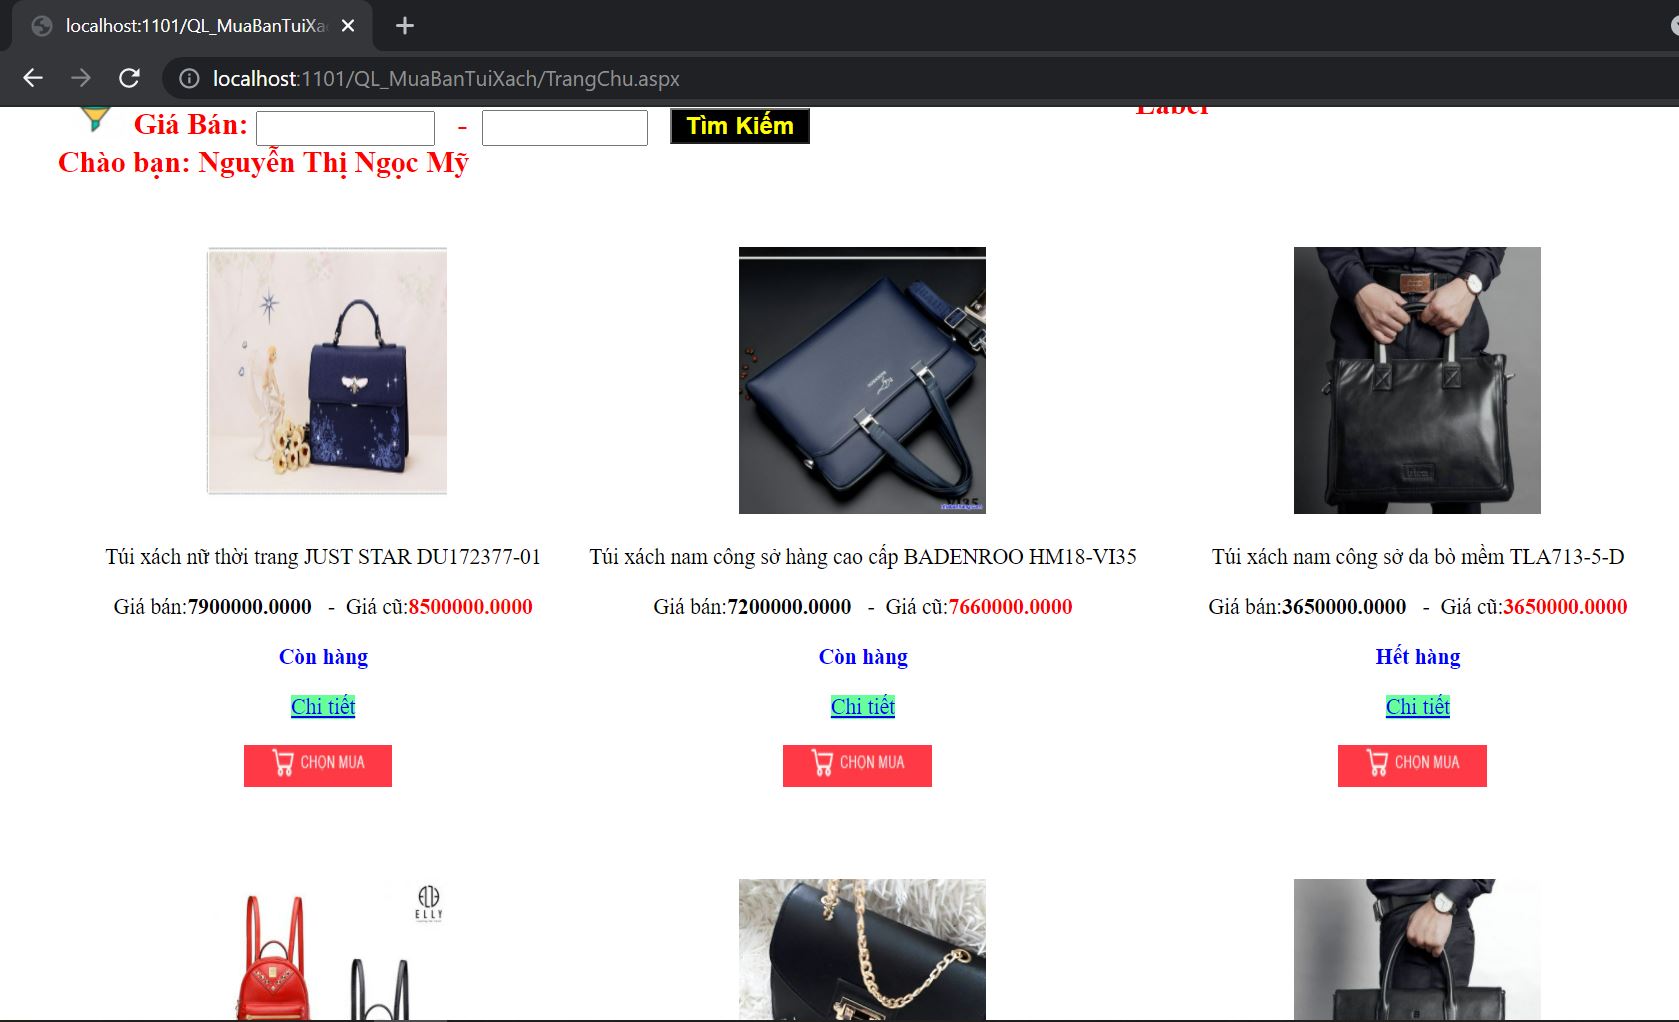 localhost:1101/QL_MuaBanTuiXa
localhost:1101/QL_MuaBanTuiXach/TrangChu.aspx
Label
Giá Bán: - Tìm Kiếm
Chào bạn: Nguyễn Thị Ngọc Mỹ
VI35
Túi xách nữ thời trang JUST STAR DU172377-01
Giá bán:7900000.0000 - Giá cũ:8500000.0000
Còn hàng
Chi tiết
CHỌN MUA
Túi xách nam công sở hàng cao cấp BADENROO HM18-VI35
Giá bán:7200000.0000 - Giá cũ:7660000.0000
Còn hàng
Chi tiết
CHỌN MUA
Túi xách nam công sở da bò mềm TLA713-5-D
Giá bán:3650000.0000 - Giá cũ:3650000.0000
Hết hàng
Chi tiết
CHỌN MUA
ELLY